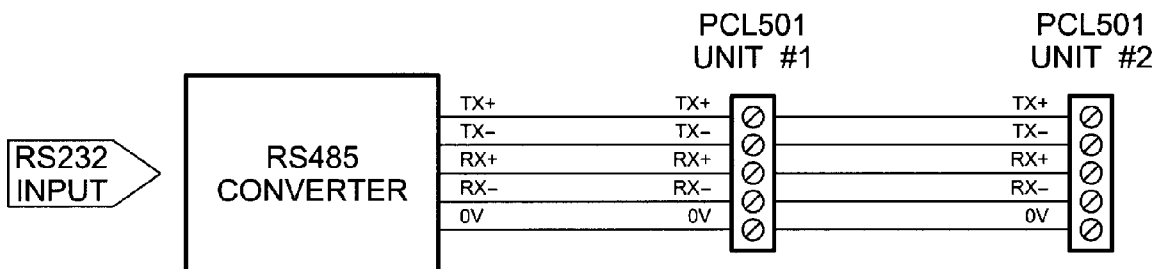 PCL501
UNIT #1
PCL501
UNIT #2
RS232
INPUT
RS485
CONVERTER
TX+ TX+ TX+
TX– TX– TX–
RX+ RX+ RX+
RX– RX– RX–
0V 0V 0V